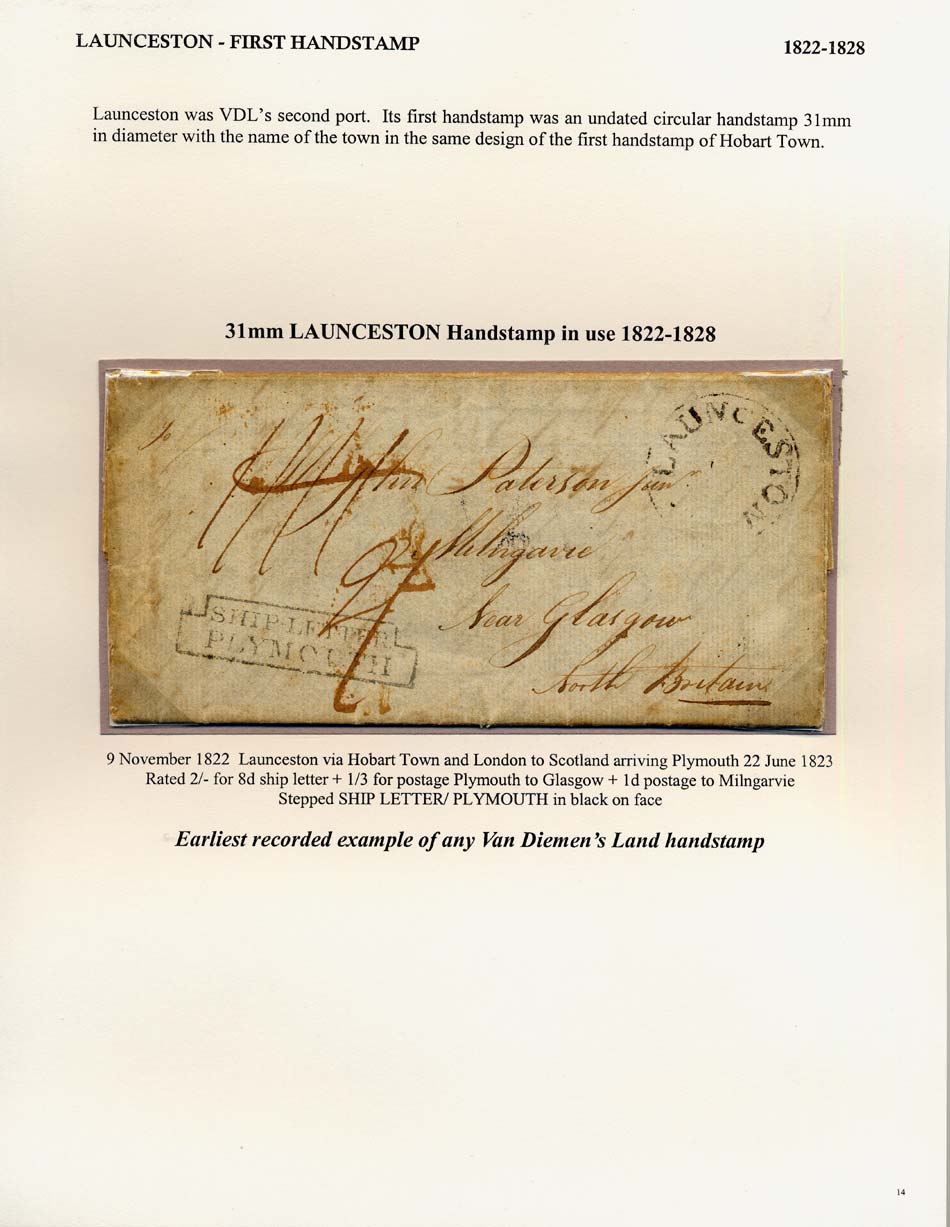 LAUNCESTON - FIRST HANDSTAMP
1822-1828
Launceston was VDL's second port. Its first handstamp was an undated circular handstamp 31mm
in diameter with the name of the town in the same design of the first handstamp of Hobart Town.
31mm LAUNCESTON Handstamp in use 1822-1828
LAUNCESTON
To
John Paterson junr
Milngavie
Near Glasgow
North Britain
SHIP-LETTER
PLYMOUTH
9 November 1822 Launceston via Hobart Town and London to Scotland arriving Plymouth 22 June 1823
Rated 2/- for 8d ship letter + 1/3 for postage Plymouth to Glasgow + 1d postage to Milngarvie
Stepped SHIP LETTER/ PLYMOUTH in black on face
Earliest recorded example of any Van Diemen's Land handstamp
14